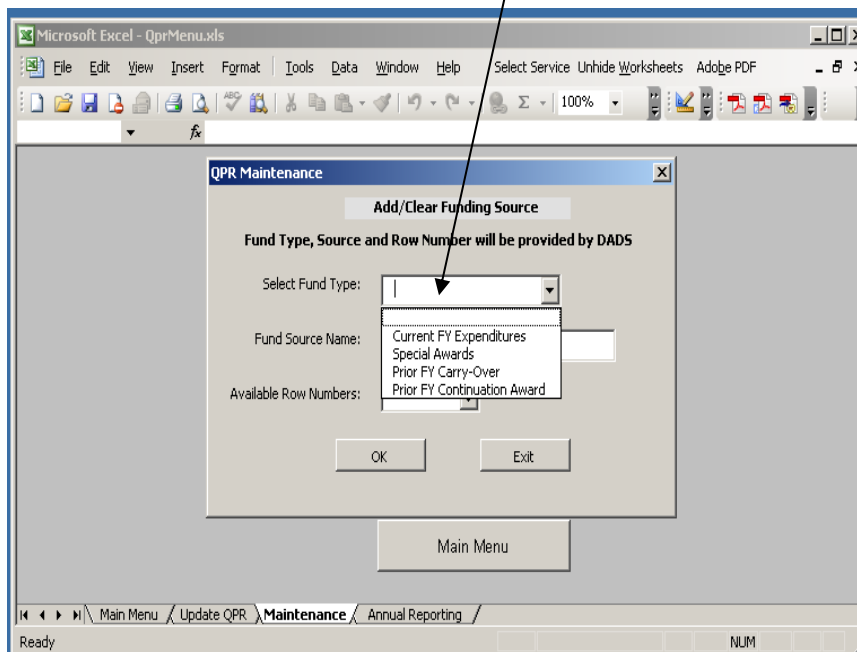 Microsoft Excel - QprMenu.xls
File Edit View Insert Format Tools Data Window Help Select Service Unhide Worksheets Adobe PDF
ABC Σ 100%
fx
QPR Maintenance
Add/Clear Funding Source
Fund Type, Source and Row Number will be provided by DADS
Select Fund Type:
Current FY Expenditures
Fund Source Name:
Special Awards
Prior FY Carry-Over
Available Row Numbers:
Prior FY Continuation Award
OK Exit
Main Menu
Main Menu Update QPR Maintenance Annual Reporting
Ready NUM